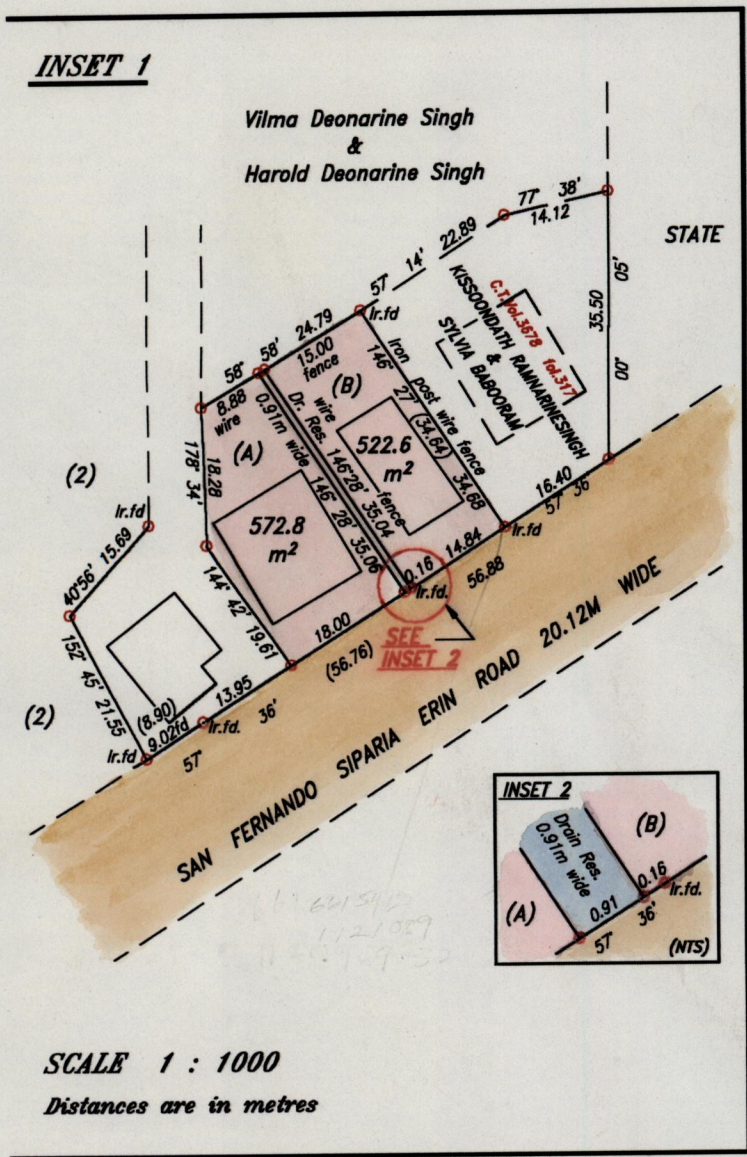 INSET 1
Vilma Deonarine Singh
&
Harold Deonarine Singh
77° 38'
14.12
STATE
57° 14' 22.89
35.50
00° 05'
C.T.Vol.3678 fol.317
KISSOONDATH RAMNARINESINGH
&
SYLVIA BABOORAM
24.79
58° 58'
15.00
fence
Ir.fd
8.88
wire
(A)
(B)
0.91m wide
Dr. Res.
wire
fence
146°28' 35.04
146° 28' 35.06
Iron post wire fence
146° 27' (34.64)
34.68
178° 34'
18.28
522.6
m²
572.8
m²
(2)
Ir.fd
40°56' 15.69
16.40
57° 36'
Ir.fd
14.84
0.16
Ir.fd.
56.88
144° 42' 19.61
18.00
(56.76)
SEE
INSET 2
152° 45' 21.55
(2)
(8.90)
9.02fd
13.95
Ir.fd.
Ir.fd
57° 36'
SAN FERNANDO SIPARIA ERIN ROAD 20.12M WIDE
INSET 2
Drain Res.
0.91m wide
(B)
(A)
0.91
0.16
Ir.fd.
57° 36'
(NTS)
SCALE 1 : 1000
Distances are in metres